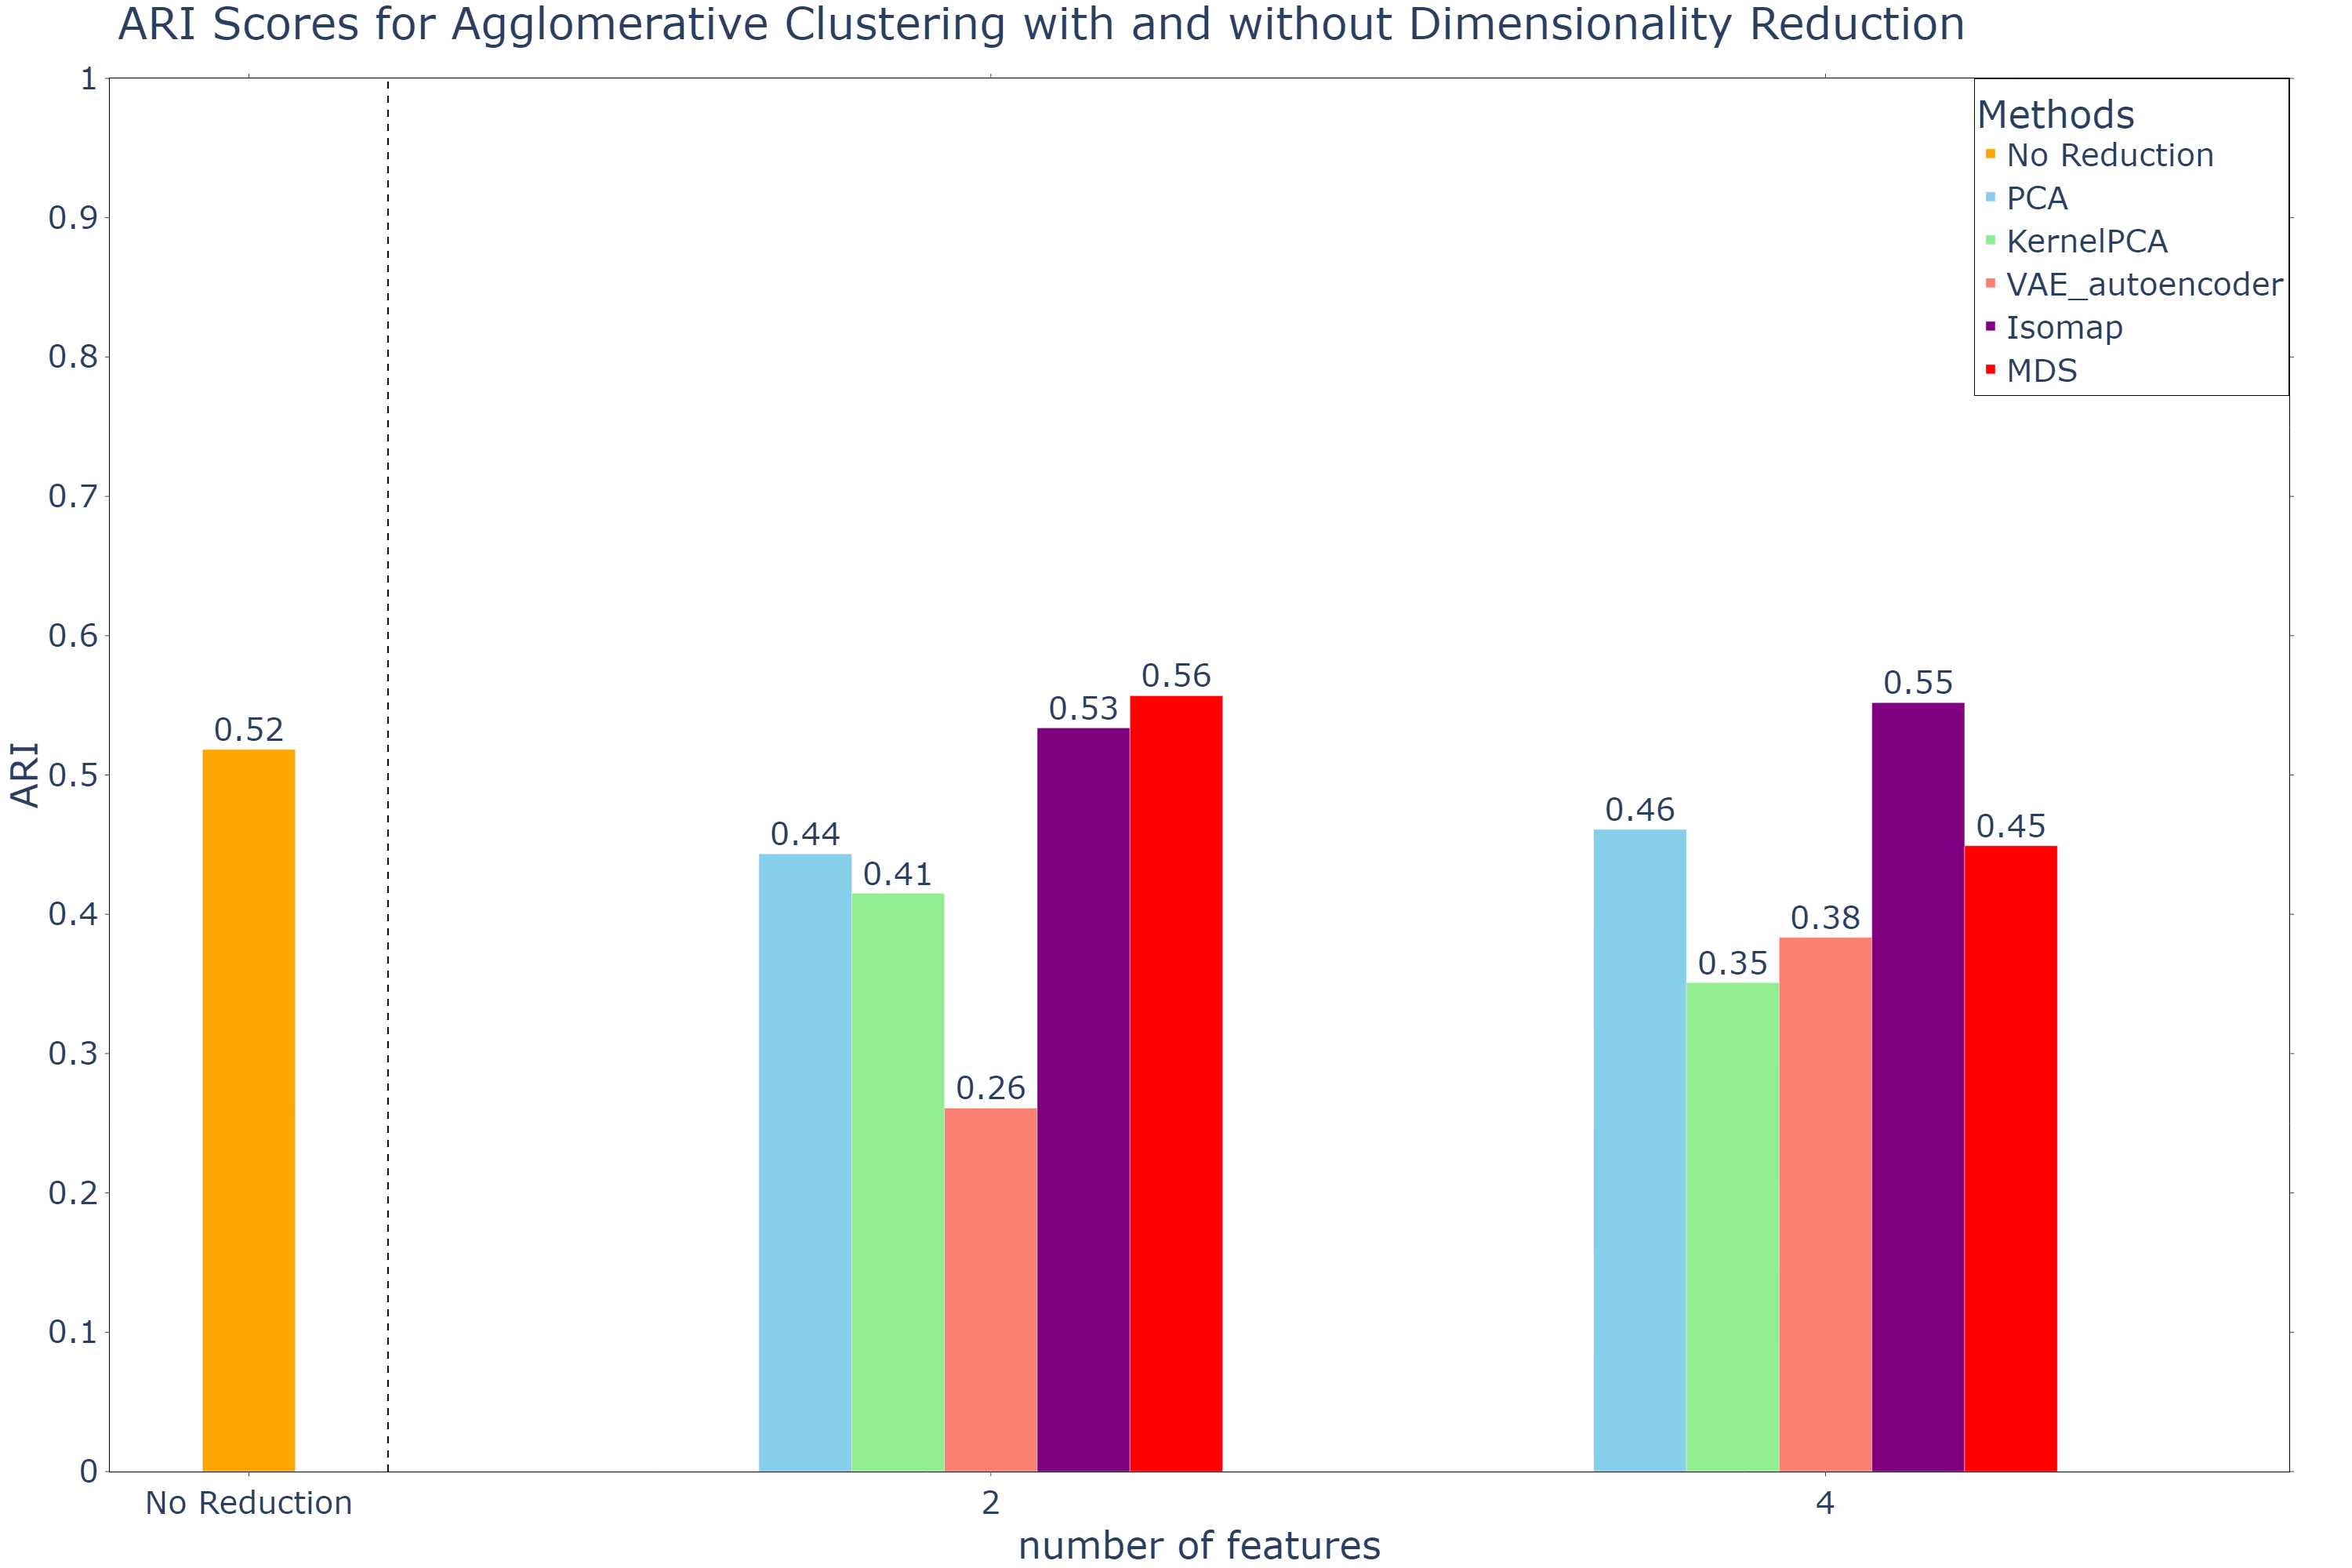 ARI Scores for Agglomerative Clustering with and without Dimensionality Reduction
1
0.9
0.8
0.7
0.6
0.5
0.4
0.3
0.2
0.1
0
ARI
Methods
No Reduction
PCA
KernelPCA
VAE_autoencoder
Isomap
MDS
0.52
0.44
0.41
0.26
0.53
0.56
0.46
0.35
0.38
0.55
0.45
No Reduction
2
4
number of features